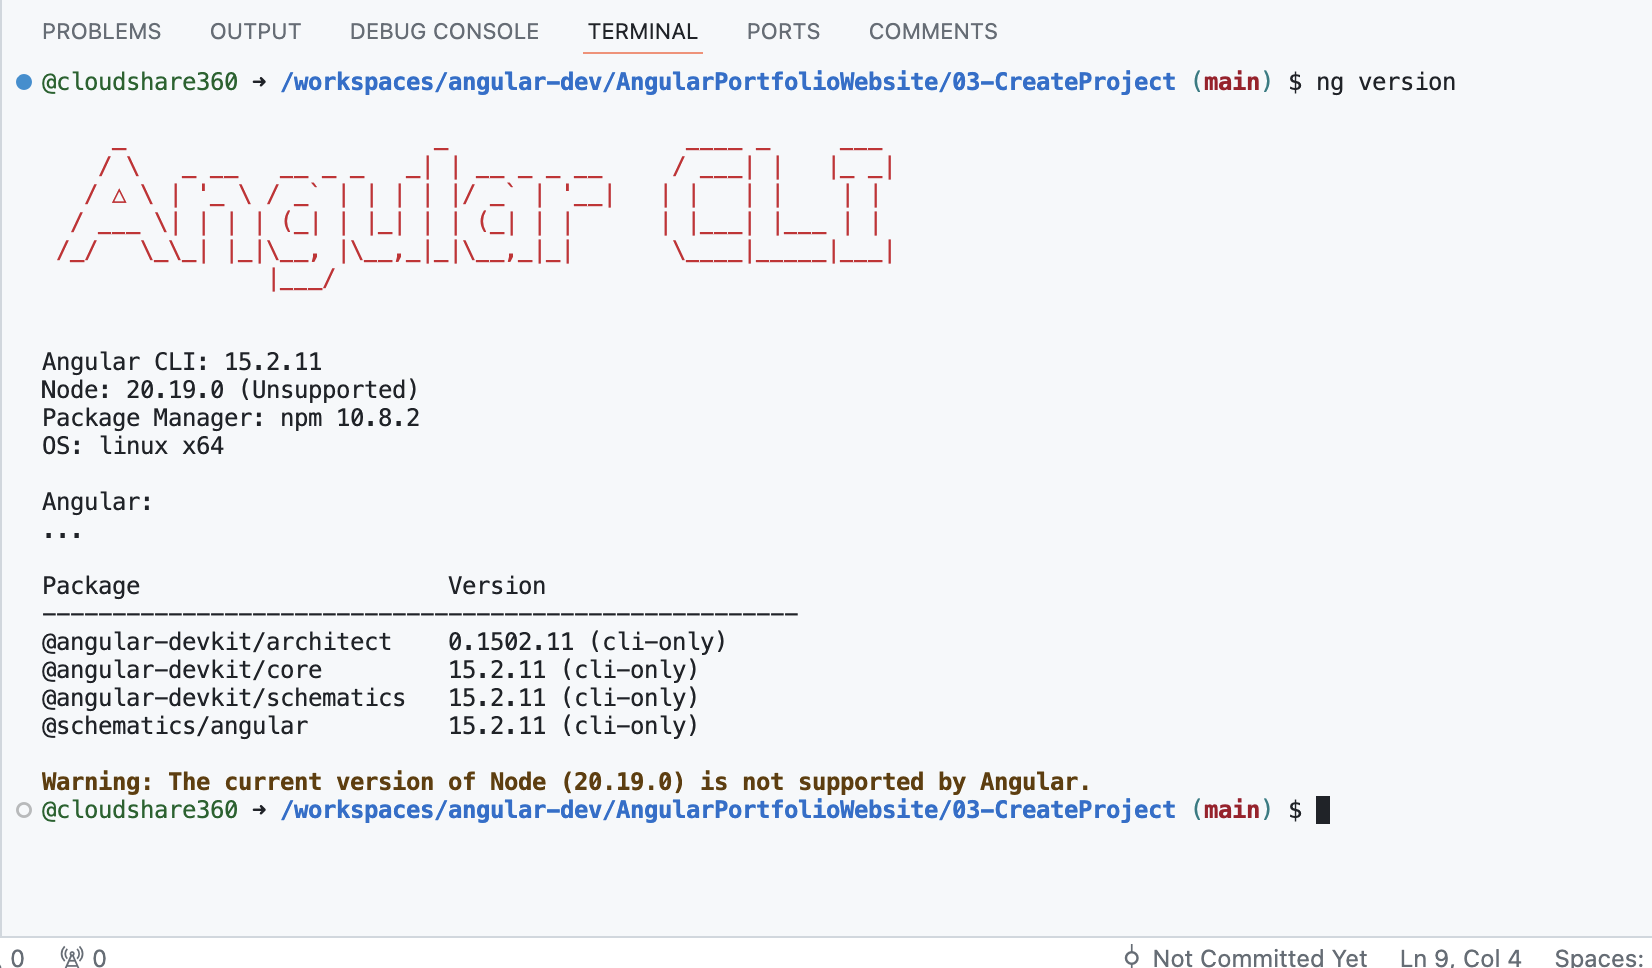 PROBLEMS OUTPUT DEBUG CONSOLE TERMINAL PORTS COMMENTS
@cloudshare360 → /workspaces/angular-dev/AngularPortfolioWebsite/03-CreateProject (main) $ ng version
Angular CLI
Angular CLI: 15.2.11
Node: 20.19.0 (Unsupported)
Package Manager: npm 10.8.2
OS: linux x64
Angular:
...
Package Version
------------------------------------------------------
@angular-devkit/architect 0.1502.11 (cli-only)
@angular-devkit/core 15.2.11 (cli-only)
@angular-devkit/schematics 15.2.11 (cli-only)
@schematics/angular 15.2.11 (cli-only)
Warning: The current version of Node (20.19.0) is not supported by Angular.
@cloudshare360 → /workspaces/angular-dev/AngularPortfolioWebsite/03-CreateProject (main) $
0 0 Not Committed Yet Ln 9, Col 4 Spaces: